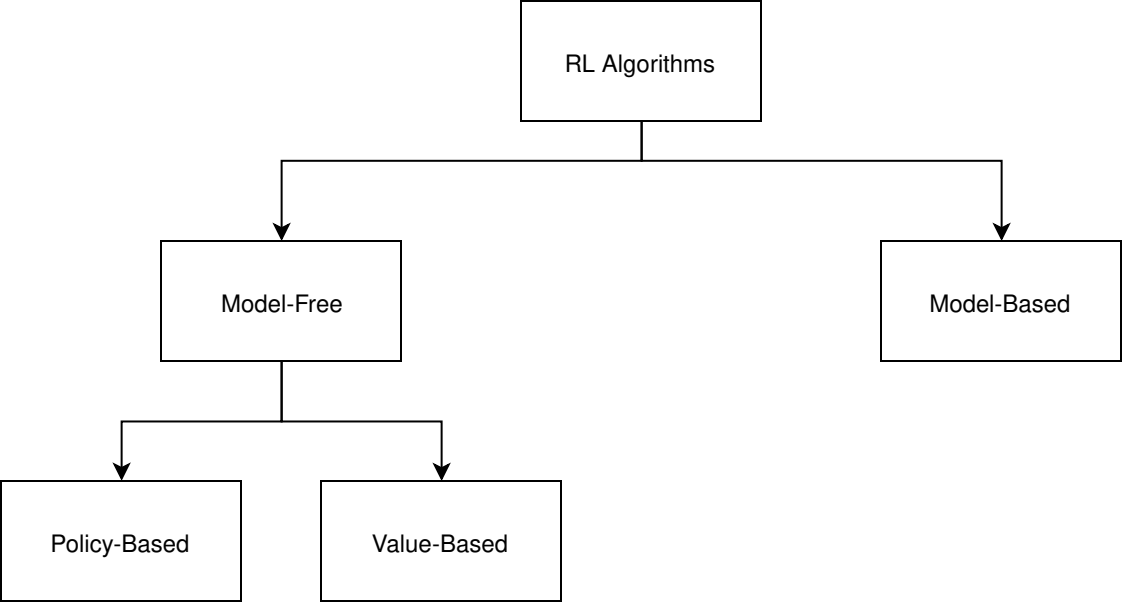 RL Algorithms
Model-Free
Model-Based
Policy-Based
Value-Based